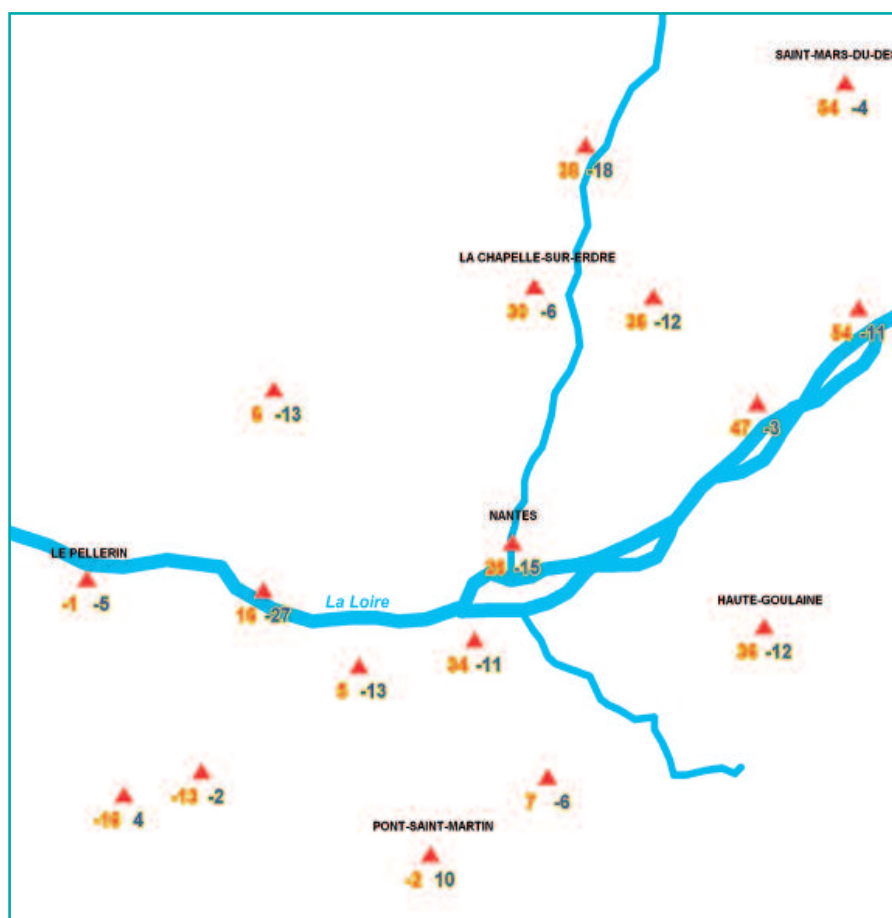 SAINT-MARS-DU-DES
54 -4
38 -18
LA CHAPELLE-SUR-ERDRE
30 -6
35 -12
54 -11
6 -13
47 -3
NANTES
-15
LE PELLERIN
-1 -5
16 -27
La Loire
HAUTE-GOULAINE
36 -12
34 -11
5 -13
-13 -2
-16 4
7 -6
PONT-SAINT-MARTIN
-2 10